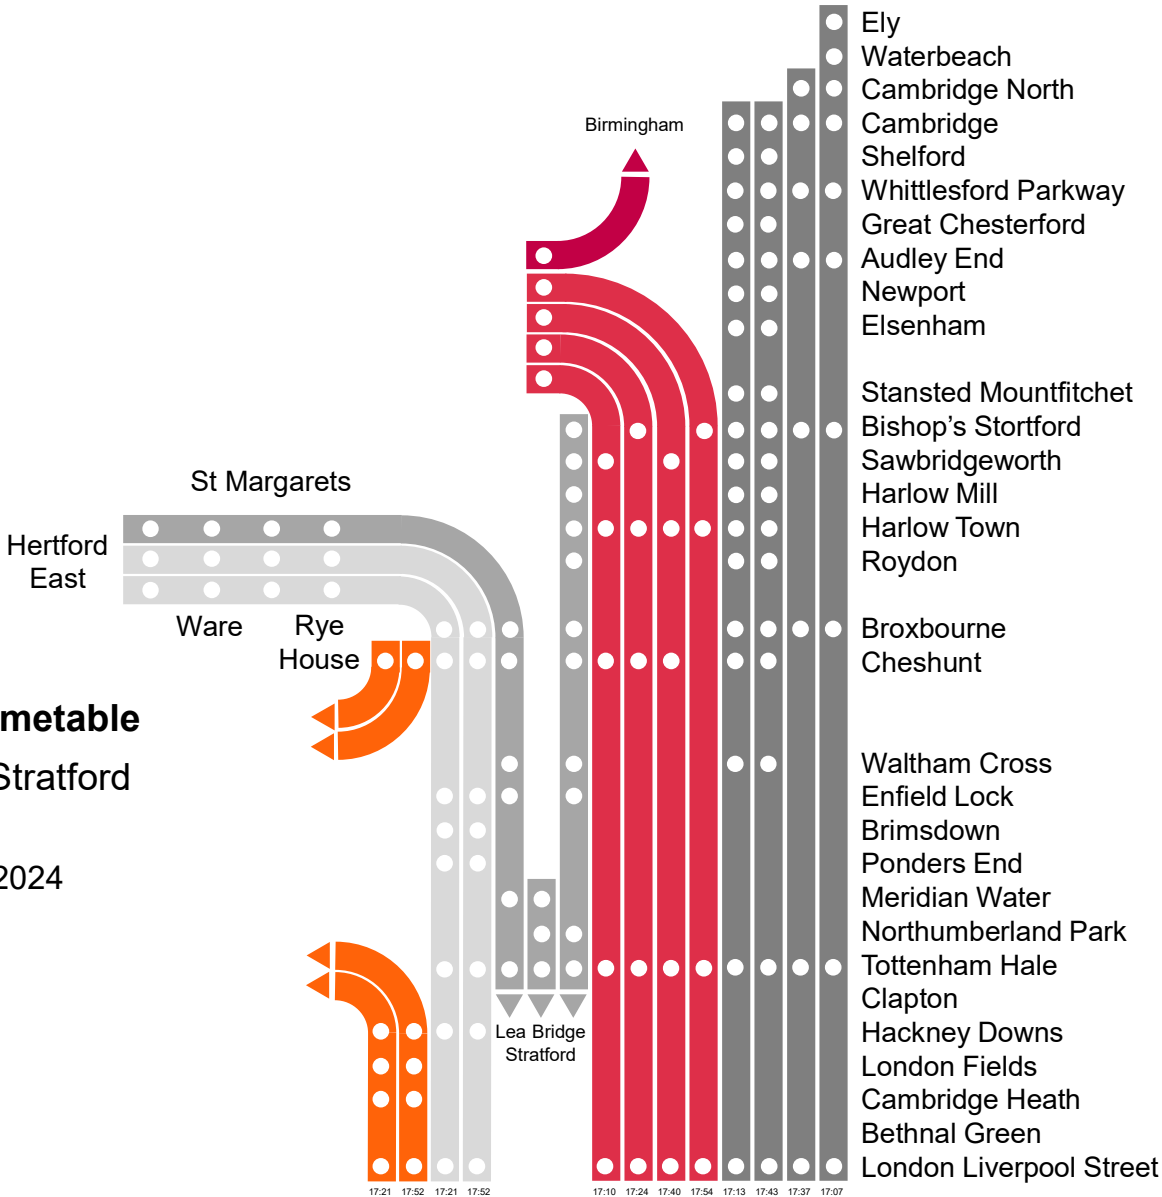 Ely
Waterbeach
Cambridge North
Cambridge
Birmingham
Shelford
Whittlesford Parkway
Great Chesterford
Audley End
Newport
Elsenham
Stansted Mountfitchet
Bishop's Stortford
Sawbridgeworth
St Margarets
Harlow Mill
Harlow Town
Hertford
East
Roydon
Ware
Rye
House
Broxbourne
Cheshunt
metable
Stratford
2024
Waltham Cross
Enfield Lock
Brimsdown
Ponders End
Meridian Water
Northumberland Park
Tottenham Hale
Clapton
Lea Bridge
Stratford
Hackney Downs
London Fields
Cambridge Heath
Bethnal Green
London Liverpool Street
17:21 17:52 17:21 17:52 17:10 17:24 17:40 17:54 17:13 17:43 17:37 17:07